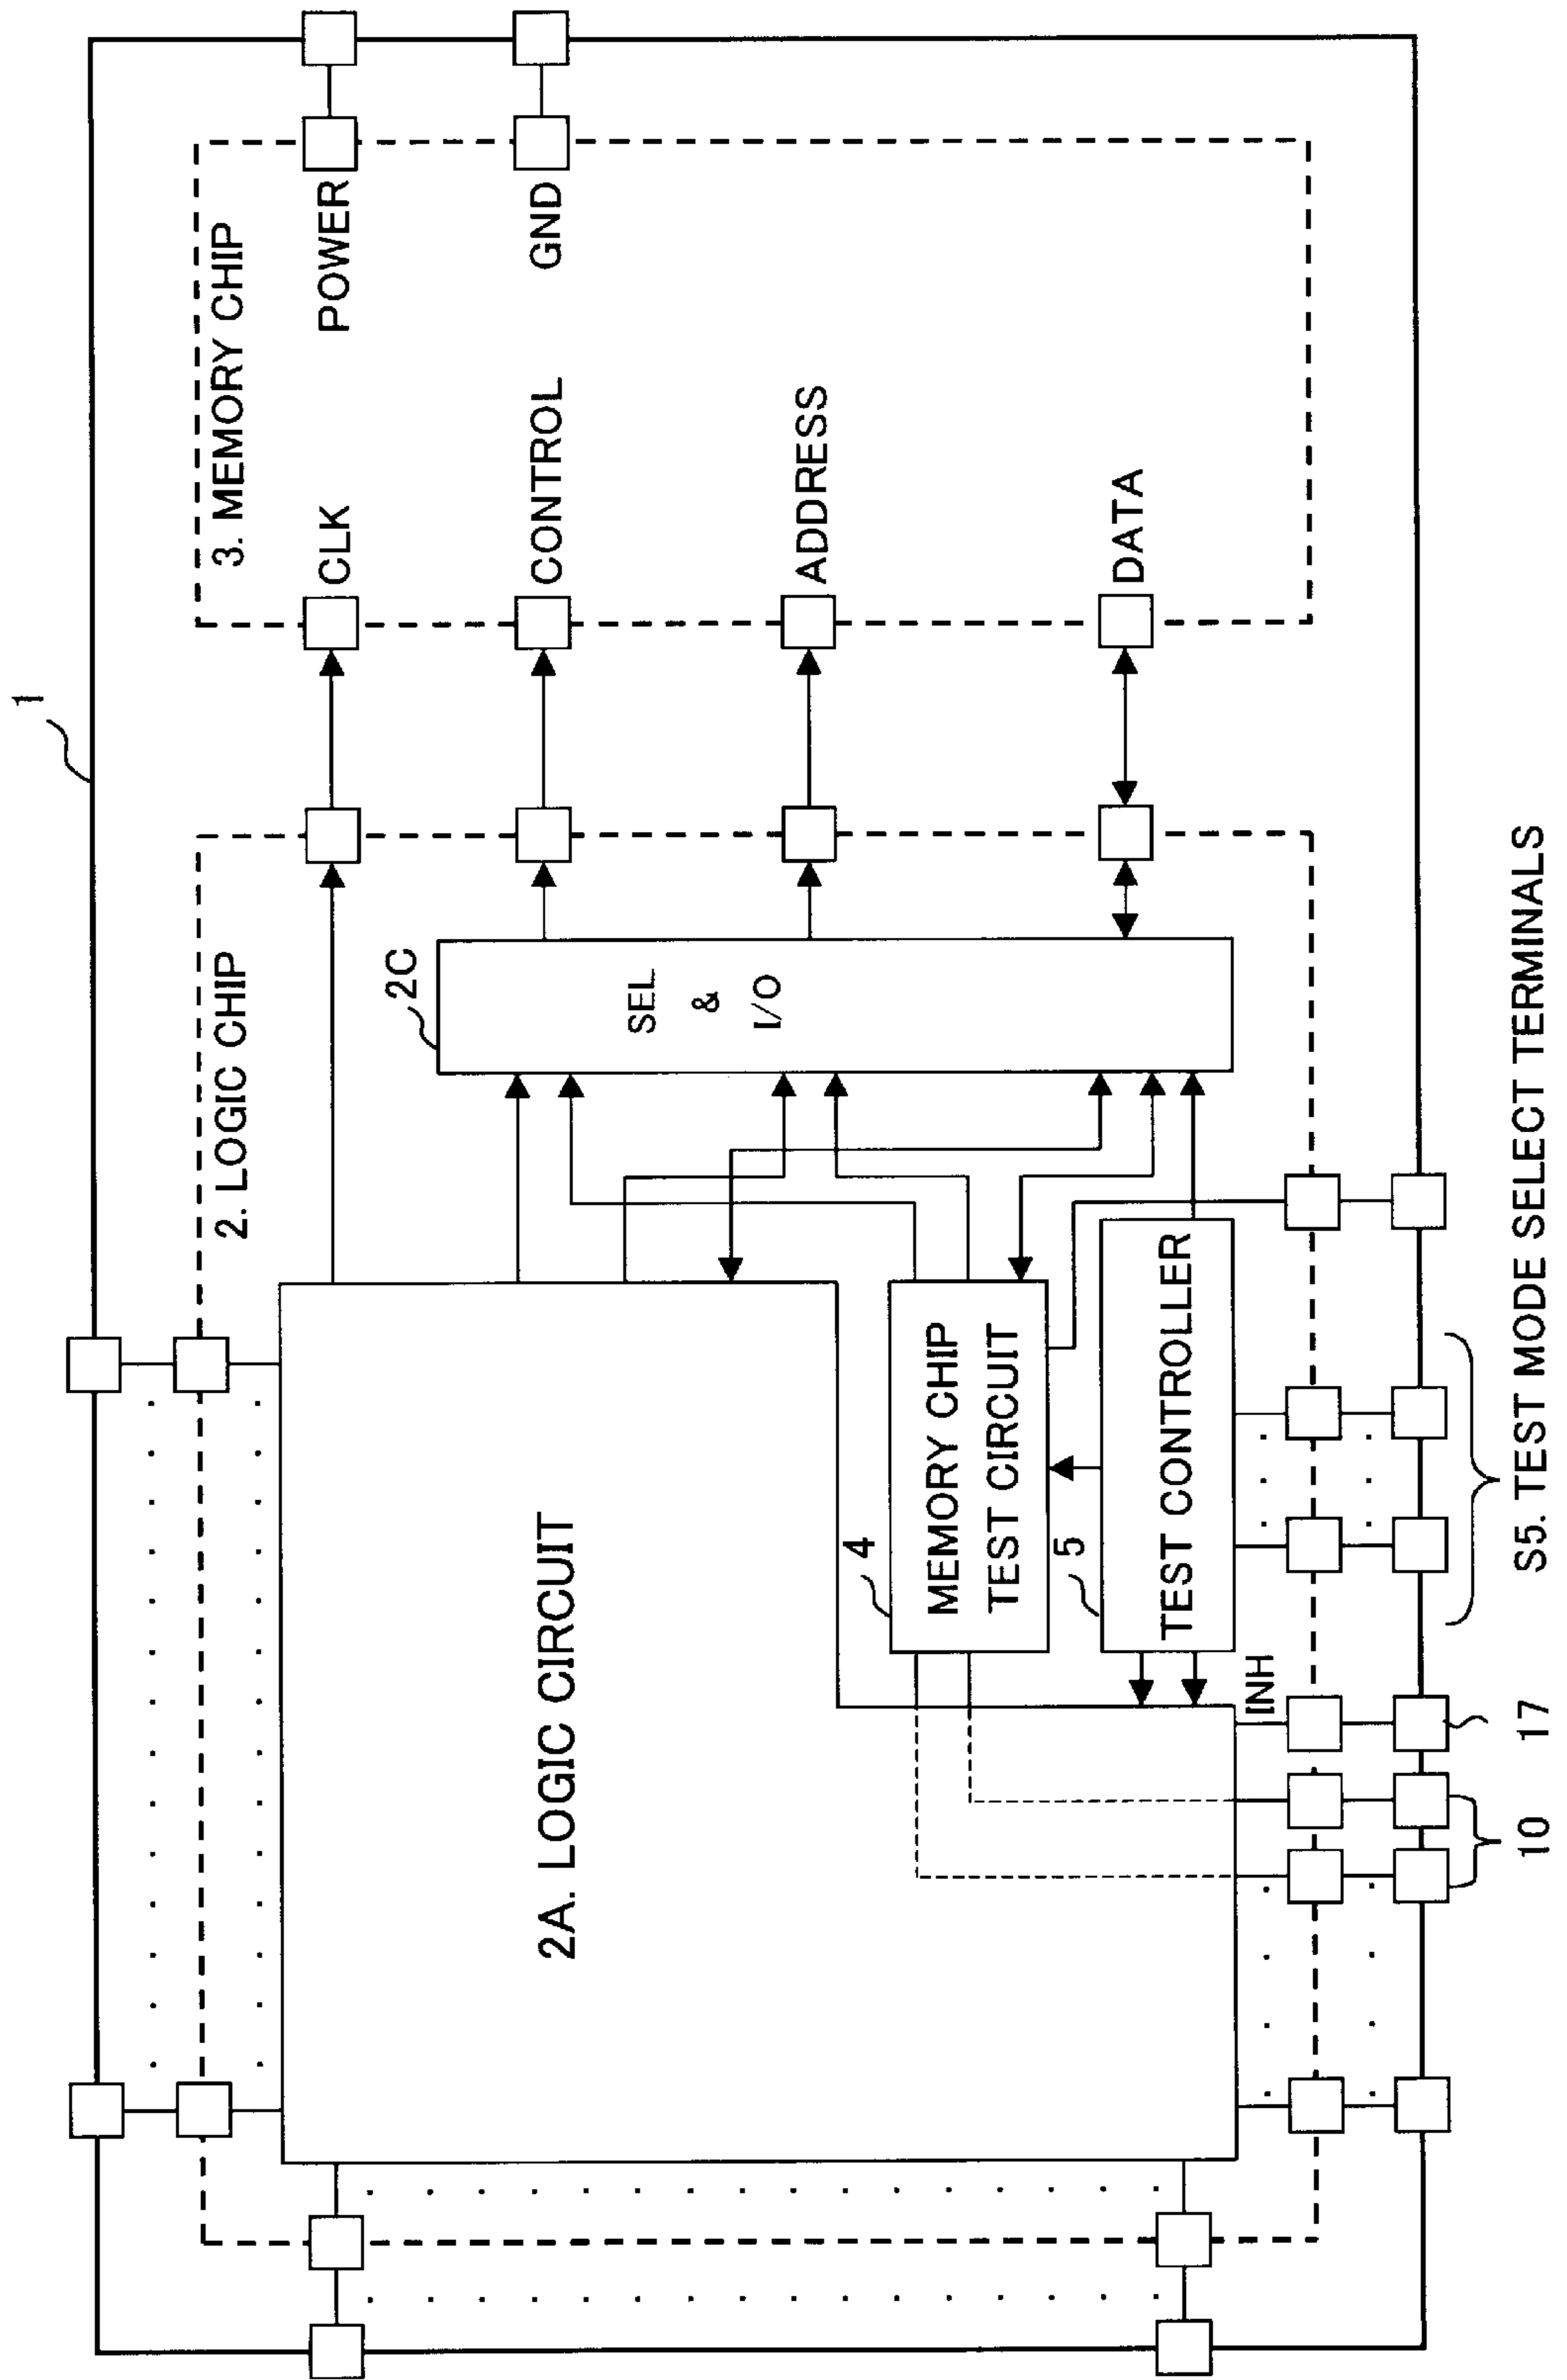 1
2. LOGIC CHIP
3. MEMORY CHIP
CLK
POWER
CONTROL
GND
ADDRESS
DATA
2C
SEL
&
I/O
2A. LOGIC CIRCUIT
4
MEMORY CHIP
TEST CIRCUIT
5
TEST CONTROLLER
INH
10
17
S5. TEST MODE SELECT TERMINALS